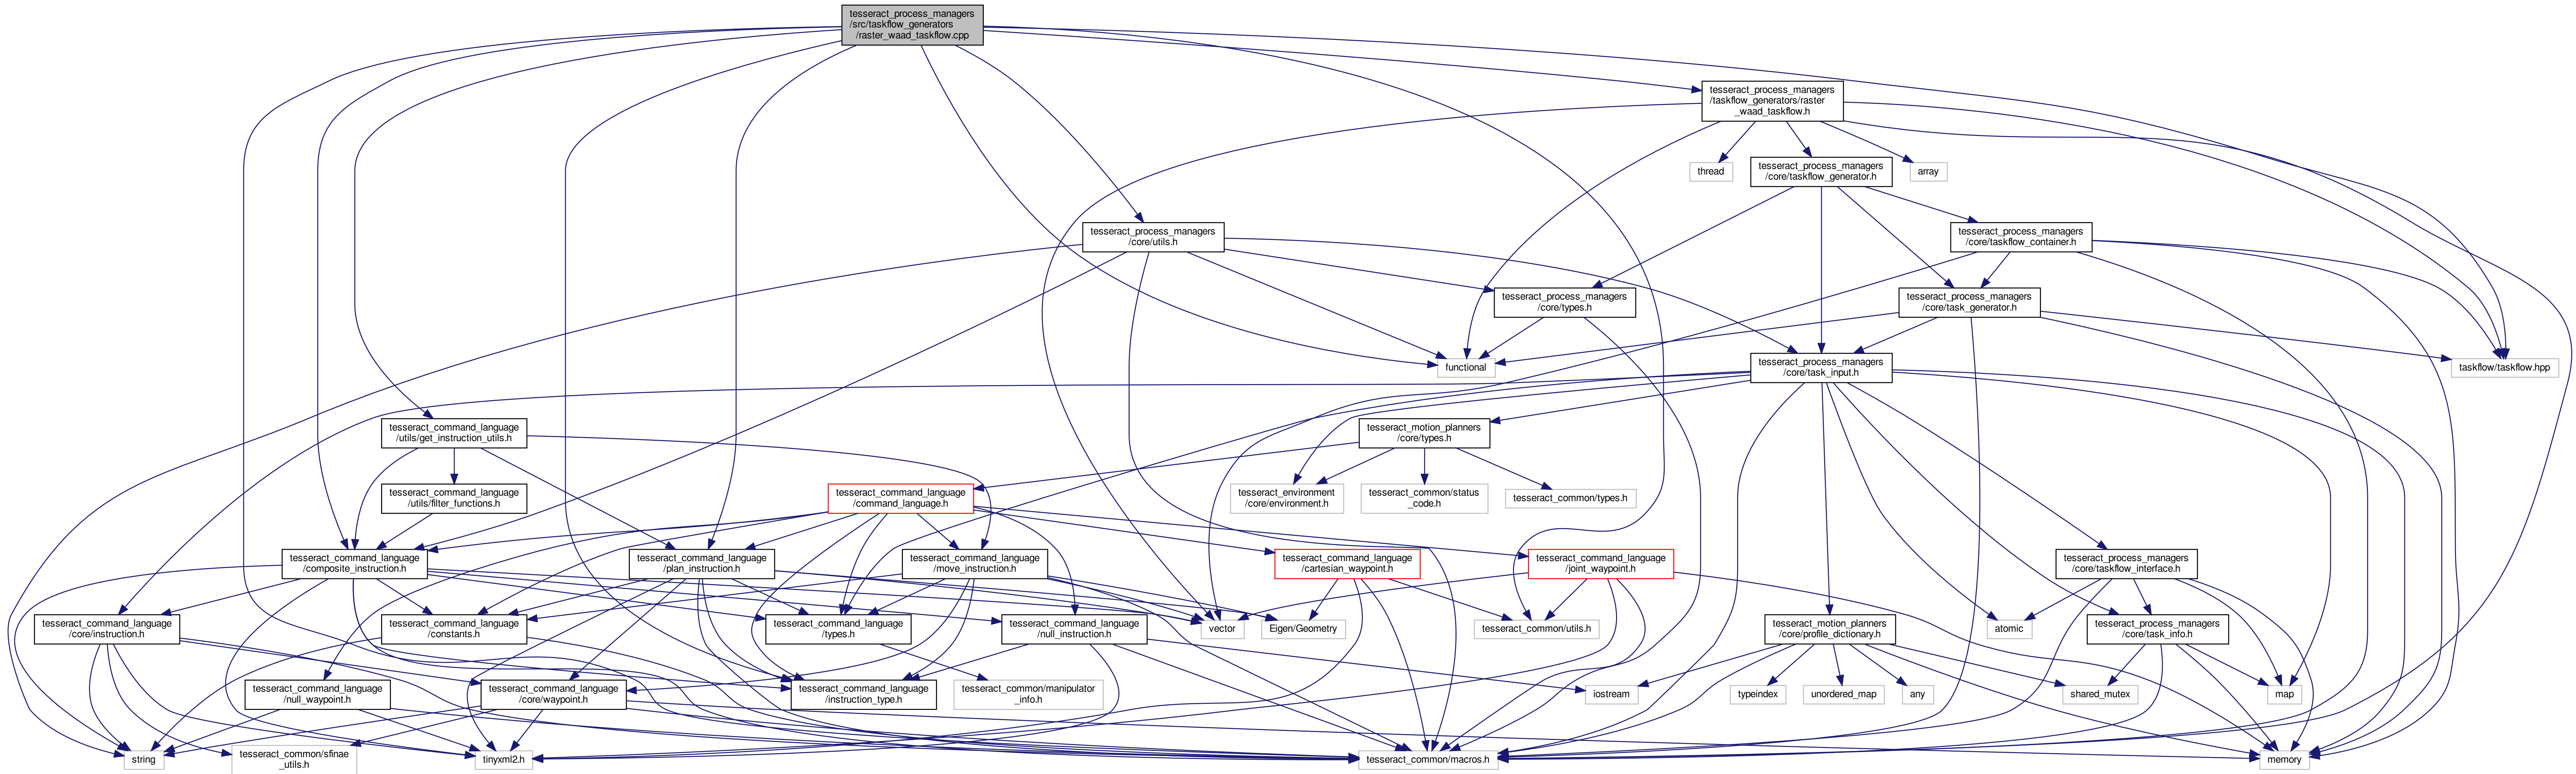 tesseract_process_managers
/src/taskflow_generators
/raster_waad_taskflow.cpp
tesseract_process_managers
/taskflow_generators/raster
_waad_taskflow.h
thread
tesseract_process_managers
/core/taskflow_generator.h
array
tesseract_process_managers
/core/utils.h
tesseract_process_managers
/core/taskflow_container.h
tesseract_process_managers
/core/types.h
tesseract_process_managers
/core/task_generator.h
functional
tesseract_process_managers
/core/task_input.h
taskflow/taskflow.hpp
tesseract_command_language
/utils/get_instruction_utils.h
tesseract_motion_planners
/core/types.h
tesseract_command_language
/utils/filter_functions.h
tesseract_command_language
/command_language.h
tesseract_environment
/core/environment.h
tesseract_common/status
_code.h
tesseract_common/types.h
tesseract_command_language
/composite_instruction.h
tesseract_command_language
/plan_instruction.h
tesseract_command_language
/move_instruction.h
tesseract_command_language
/cartesian_waypoint.h
tesseract_command_language
/joint_waypoint.h
tesseract_process_managers
/core/taskflow_interface.h
tesseract_command_language
/core/instruction.h
tesseract_command_language
/constants.h
tesseract_command_language
/types.h
tesseract_command_language
/null_instruction.h
vector
Eigen/Geometry
tesseract_common/utils.h
tesseract_motion_planners
/core/profile_dictionary.h
atomic
tesseract_process_managers
/core/task_info.h
tesseract_command_language
/null_waypoint.h
tesseract_command_language
/core/waypoint.h
tesseract_command_language
/instruction_type.h
tesseract_common/manipulator
_info.h
iostream
typeindex
unordered_map
any
shared_mutex
map
string
tesseract_common/sfinae
_utils.h
tinyxml2.h
tesseract_common/macros.h
memory